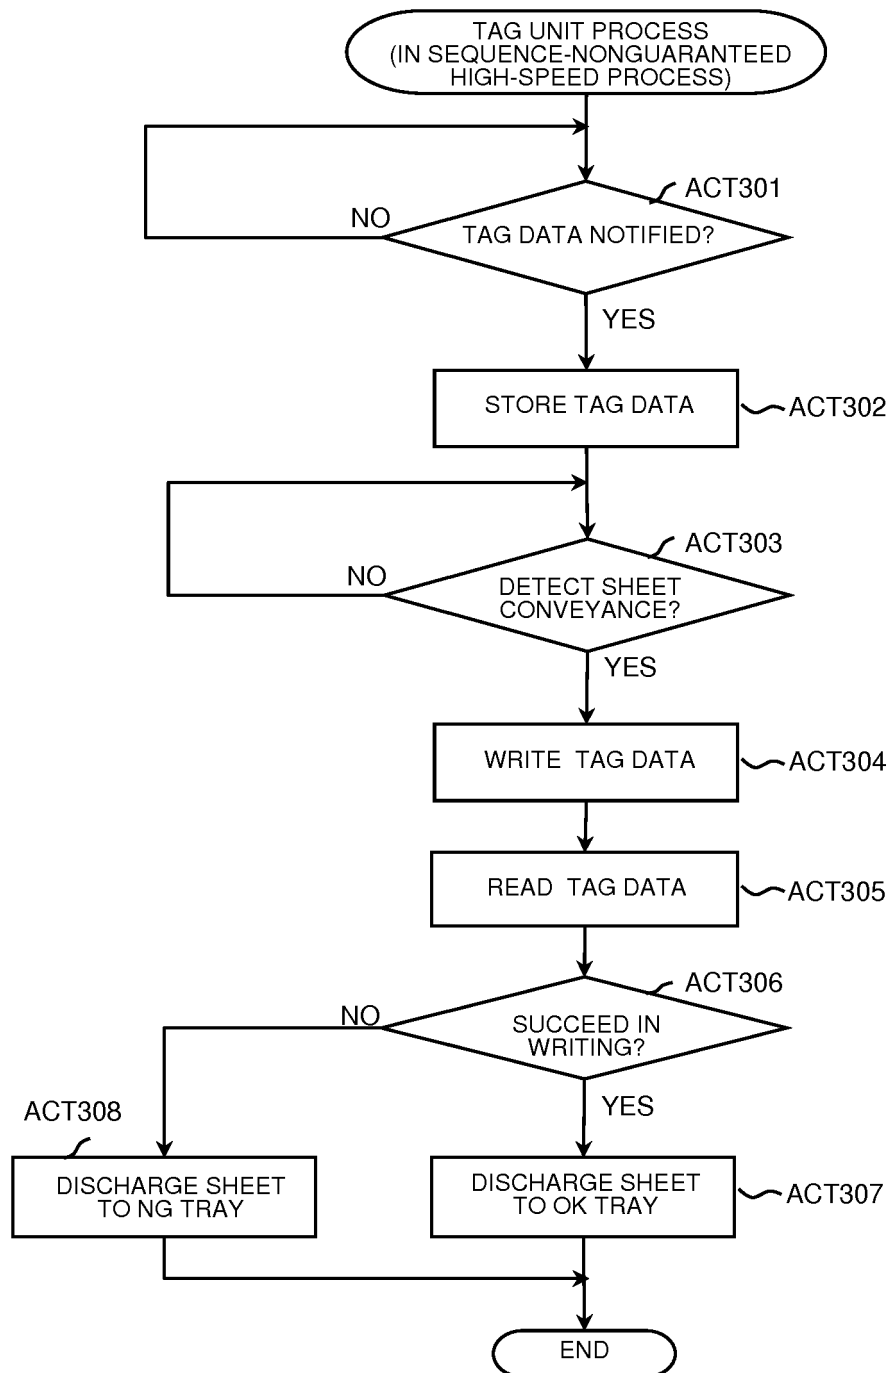 TAG UNIT PROCESS
(IN SEQUENCE-NONGUARANTEED
HIGH-SPEED PROCESS)
ACT301
NO
TAG DATA NOTIFIED?
YES
STORE TAG DATA
ACT302
ACT303
NO
DETECT SHEET
CONVEYANCE?
YES
WRITE TAG DATA
ACT304
READ TAG DATA
ACT305
ACT306
NO
SUCCEED IN
WRITING?
YES
ACT308
DISCHARGE SHEET
TO NG TRAY
DISCHARGE SHEET
TO OK TRAY
ACT307
END